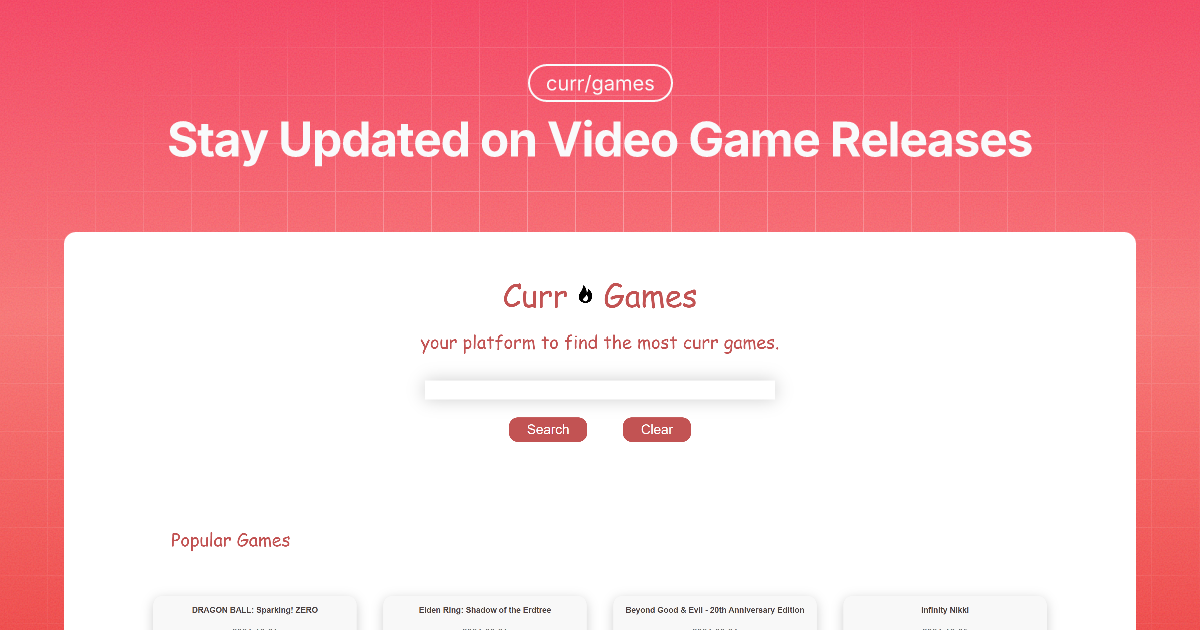 curr/games
Stay Updated on Video Game Releases
Curr Games
your platform to find the most curr games.
Search Clear
Popular Games
DRAGON BALL: Sparking! ZERO Elden Ring: Shadow of the Erdtree Beyond Good & Evil - 20th Anniversary Edition Infinity Nikki